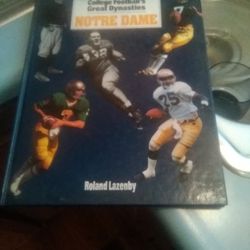 College Football's
Great Dynasties
NOTRE DAME
Roland Lazenby